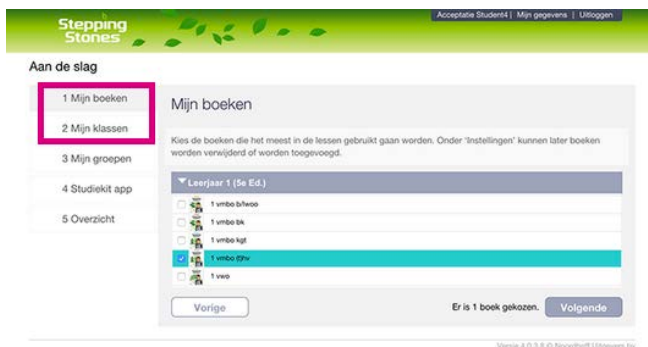 Stepping
Stones
Acceptatie Student4 | Mijn gegevens | Uitloggen
Aan de slag
1 Mijn boeken
2 Mijn klassen
3 Mijn groepen
4 Studiekit app
5 Overzicht
Mijn boeken
Kies de boeken die het meest in de lessen gebruikt gaan worden. Onder 'Instellingen' kunnen later boeken
worden verwijderd of worden toegevoegd.
Leerjaar 1 (5e Ed.)
1 vmbo b/lwoo
1 vmbo bk
1 vmbo kgt
1 vmbo (t)hv
1 vwo
Vorige
Er is 1 boek gekozen.
Volgende